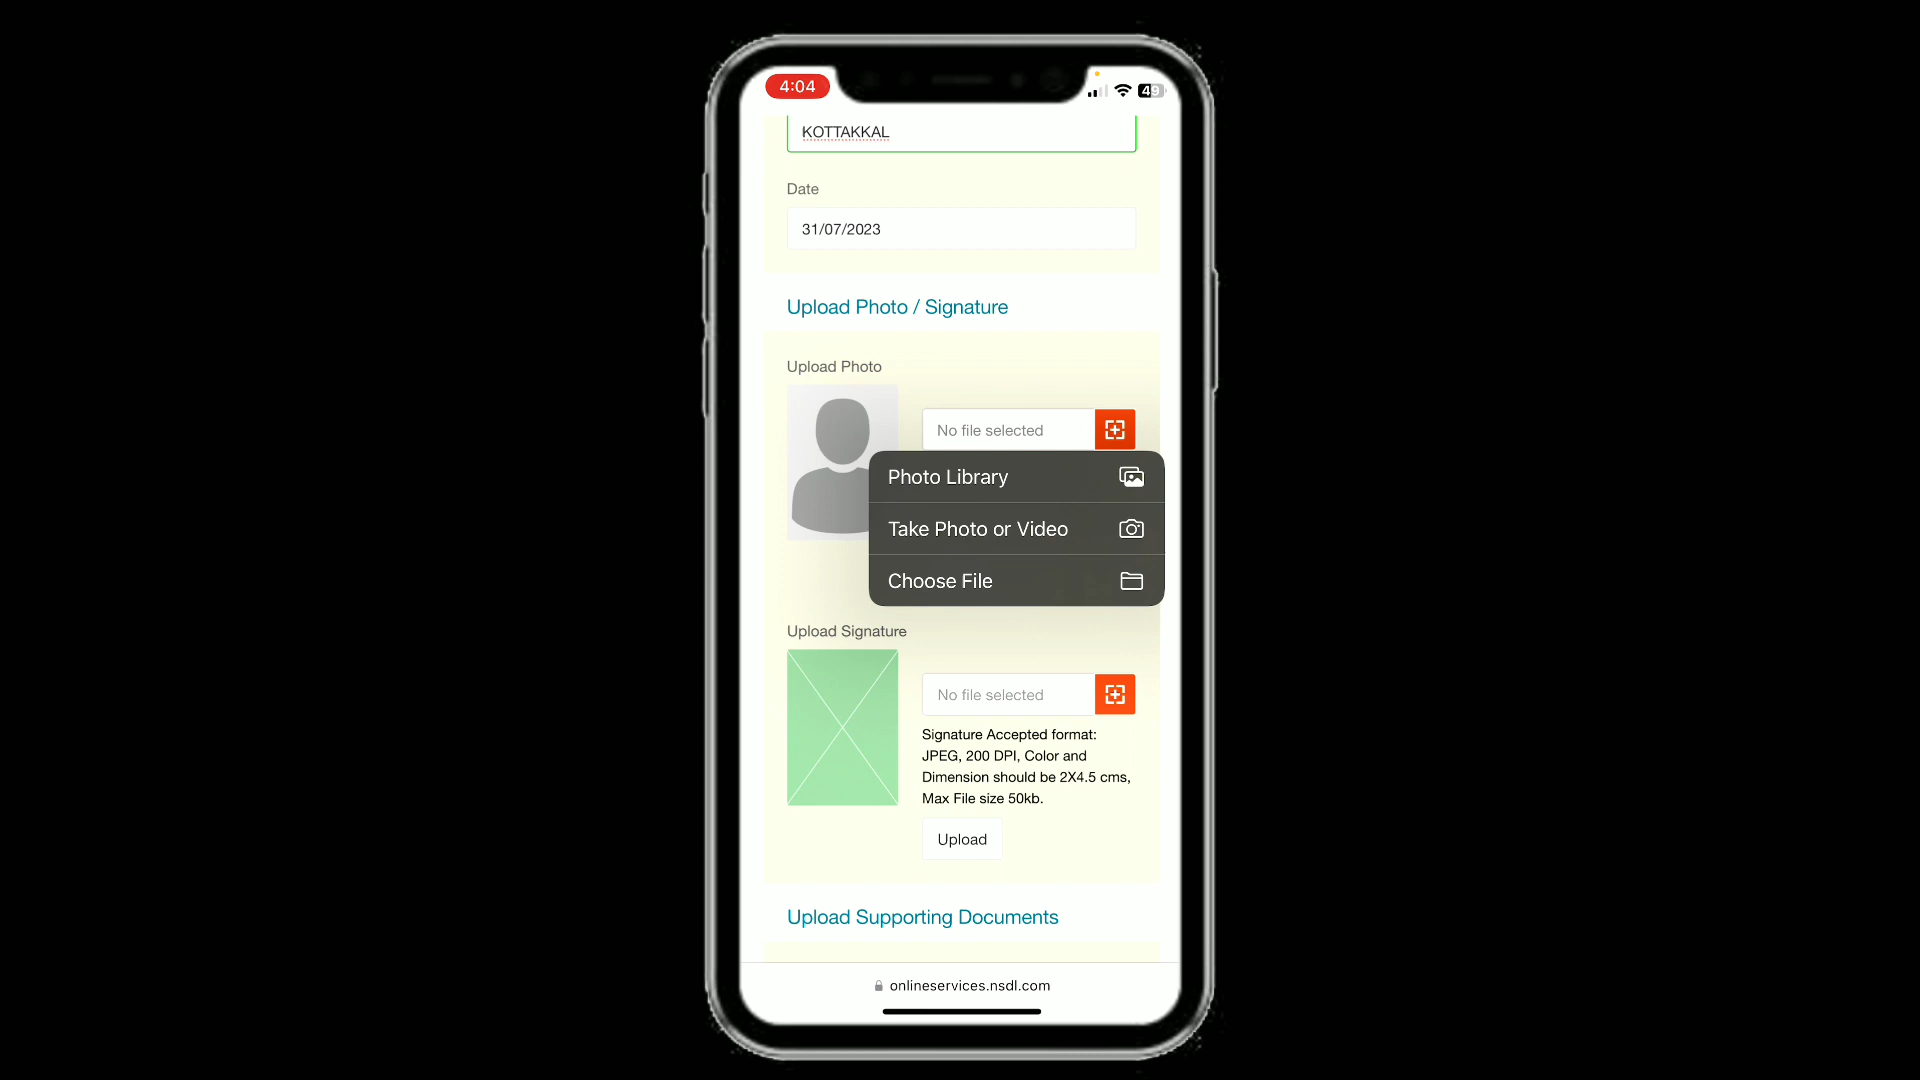 4:04
49
KOTTAKKAL
Date
31/07/2023
Upload Photo / Signature
Upload Photo
No file selected
Photo Library
Take Photo or Video
Choose File
Upload Signature
No file selected
Signature Accepted format:
JPEG, 200 DPI, Color and
Dimension should be 2X4.5 cms,
Max File size 50kb.
Upload
Upload Supporting Documents
onlineservices.nsdl.com